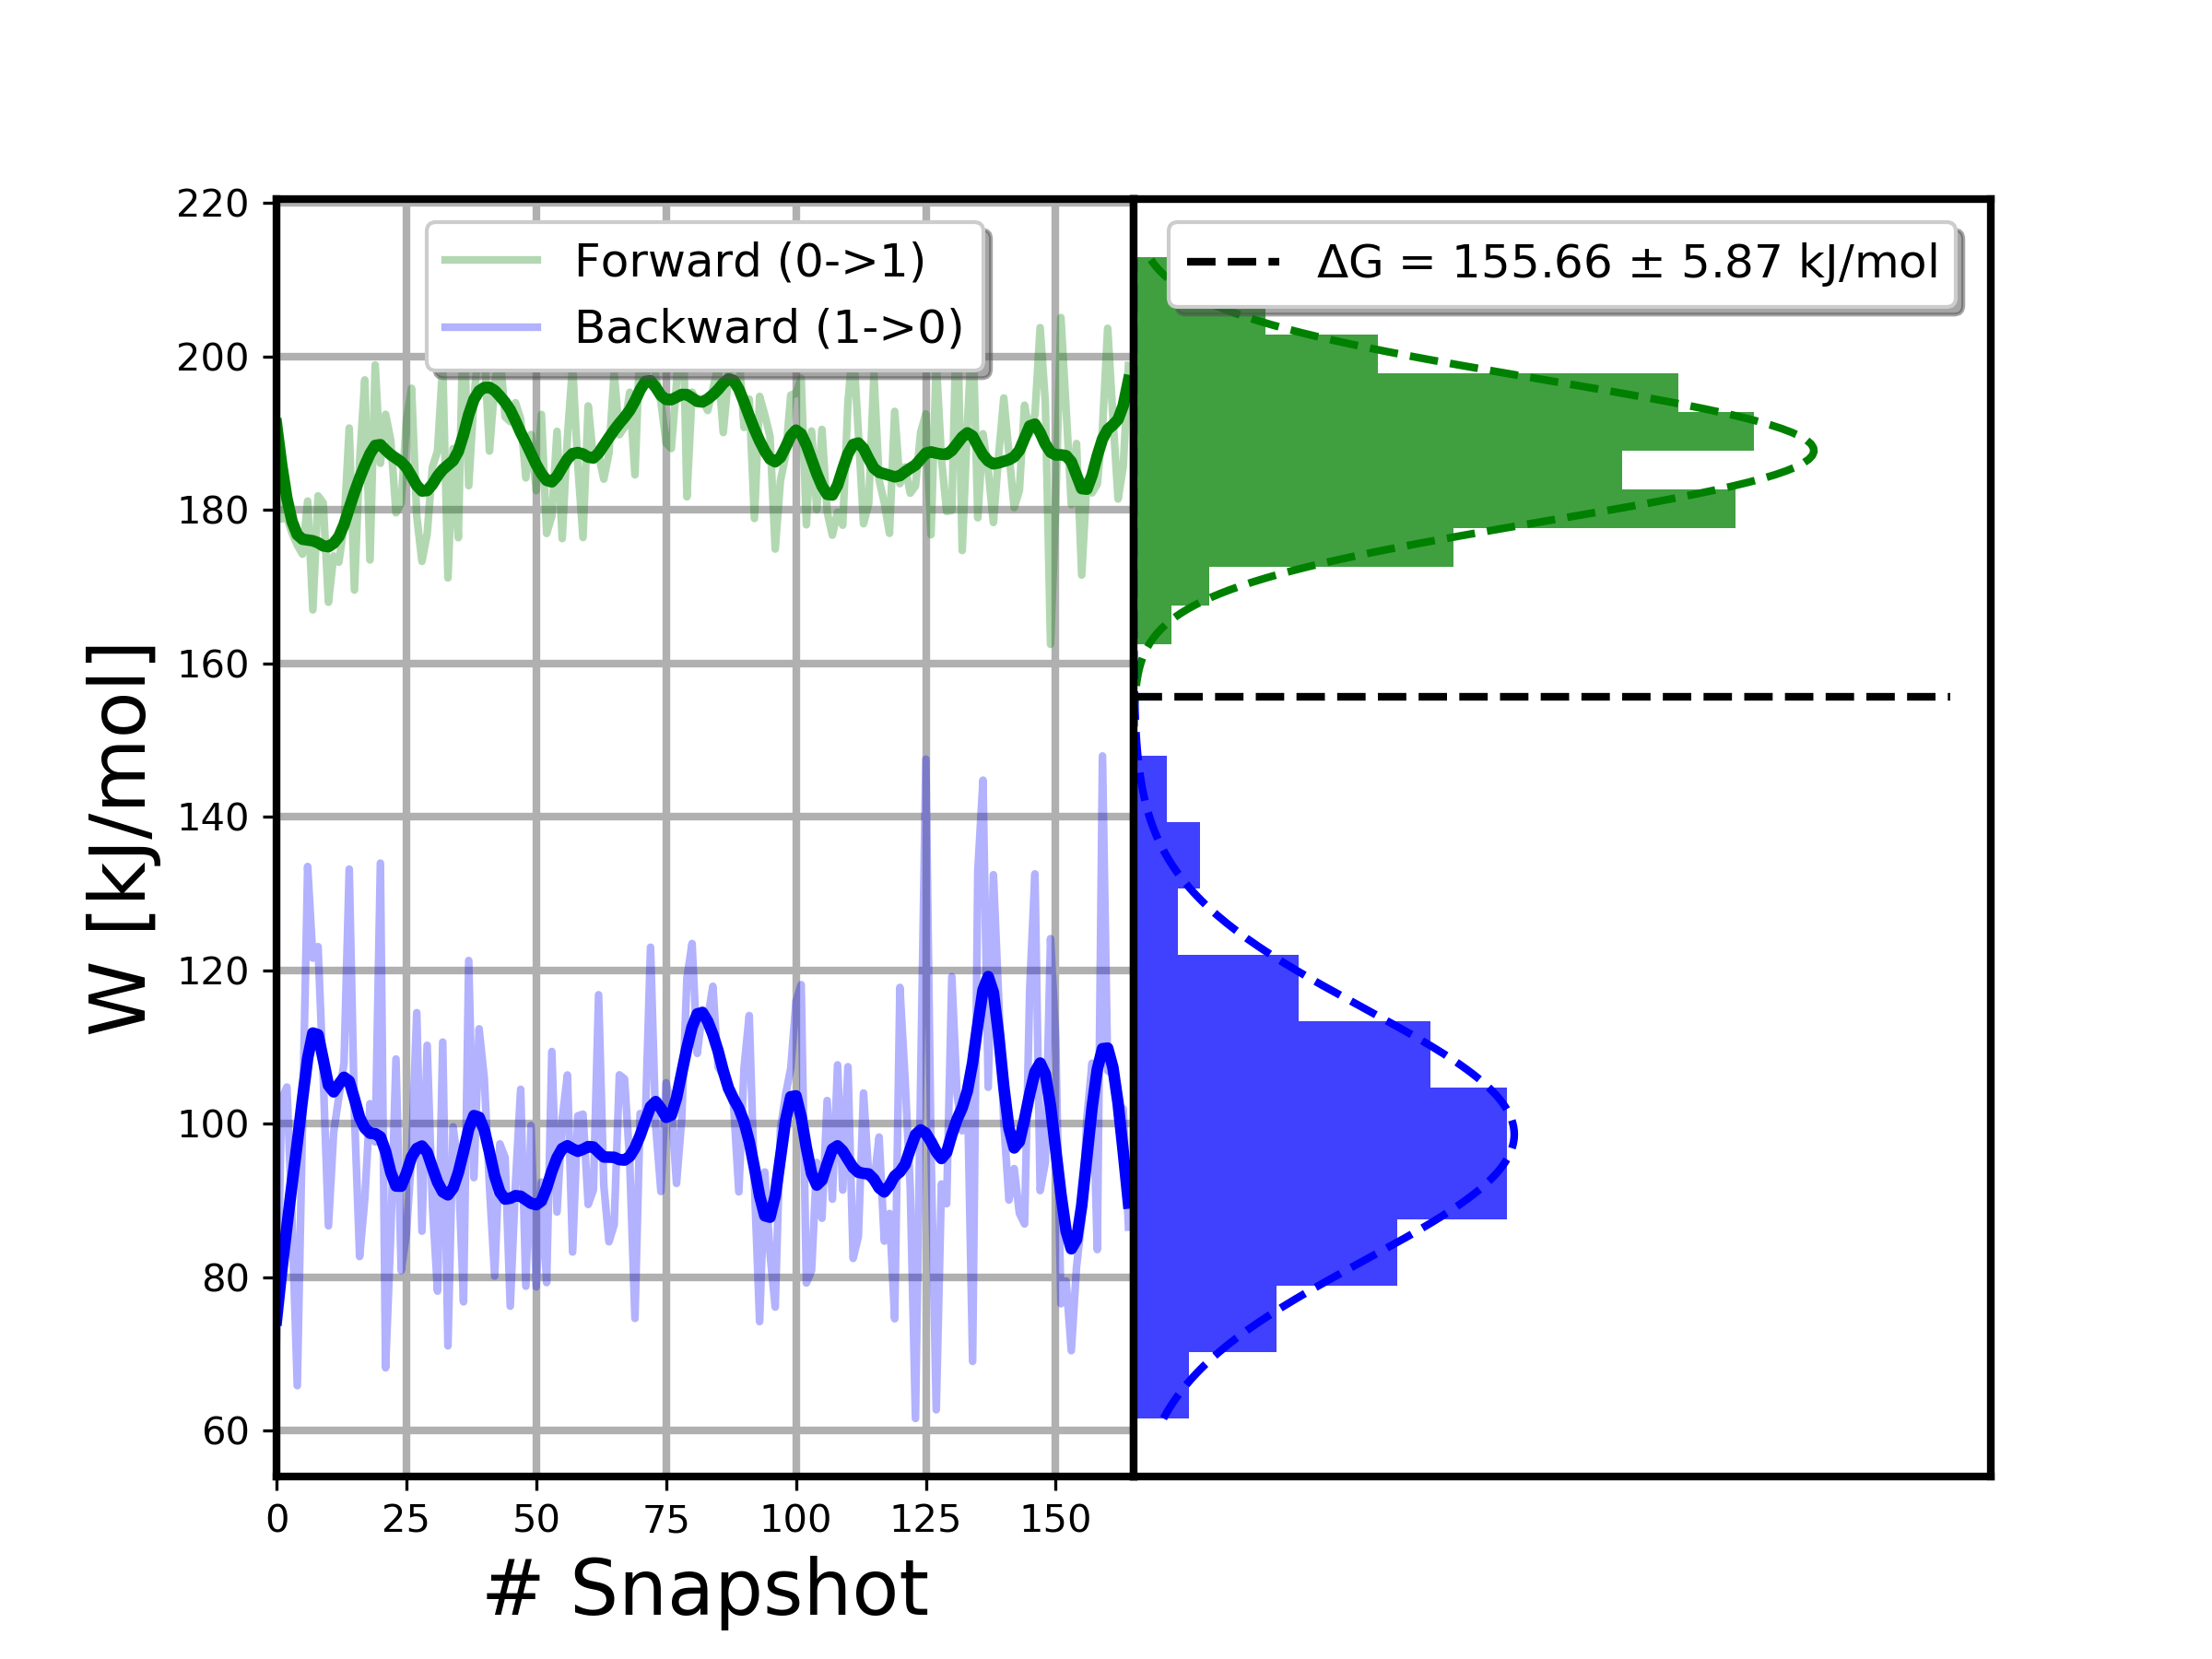 220
200
180
160
140
120
100
80
60
W [kJ/mol]
Forward (0->1)
Backward (1->0)
ΔG = 155.66 ± 5.87 kJ/mol
0 25 50 75 100 125 150
# Snapshot